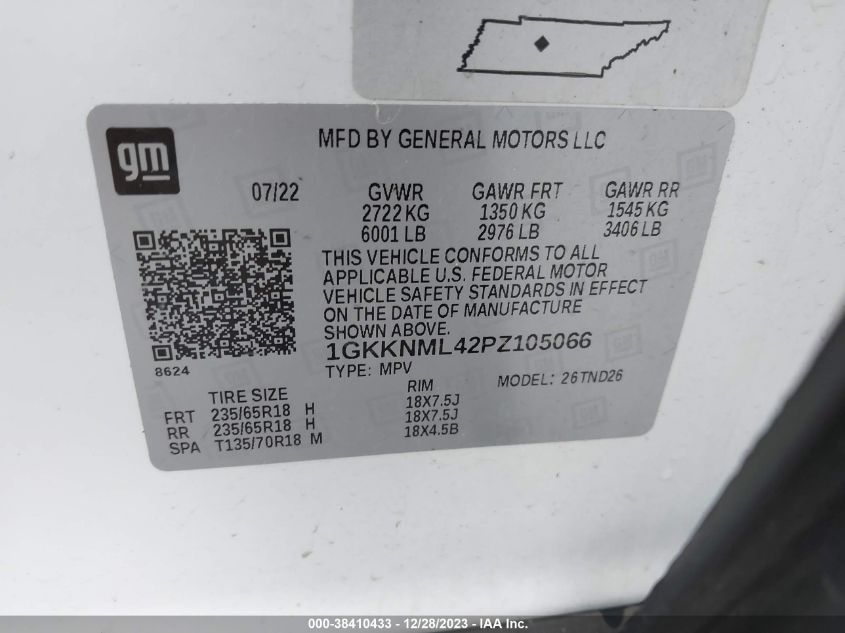 gm
MFD BY GENERAL MOTORS LLC
07/22 GVWR GAWR FRT GAWR RR
2722 KG 1350 KG 1545 KG
6001 LB 2976 LB 3406 LB
THIS VEHICLE CONFORMS TO ALL
APPLICABLE U.S. FEDERAL MOTOR
VEHICLE SAFETY STANDARDS IN EFFECT
ON THE DATE OF MANUFACTURE
SHOWN ABOVE.
8624
1GKKNML42PZ105066
TYPE: MPV MODEL: 26TND26
TIRE SIZE RIM
FRT 235/65R18 H 18X7.5J
RR 235/65R18 H 18X7.5J
SPA T135/70R18 M 18X4.5B
000-38410433 - 12/28/2023 - IAA Inc.